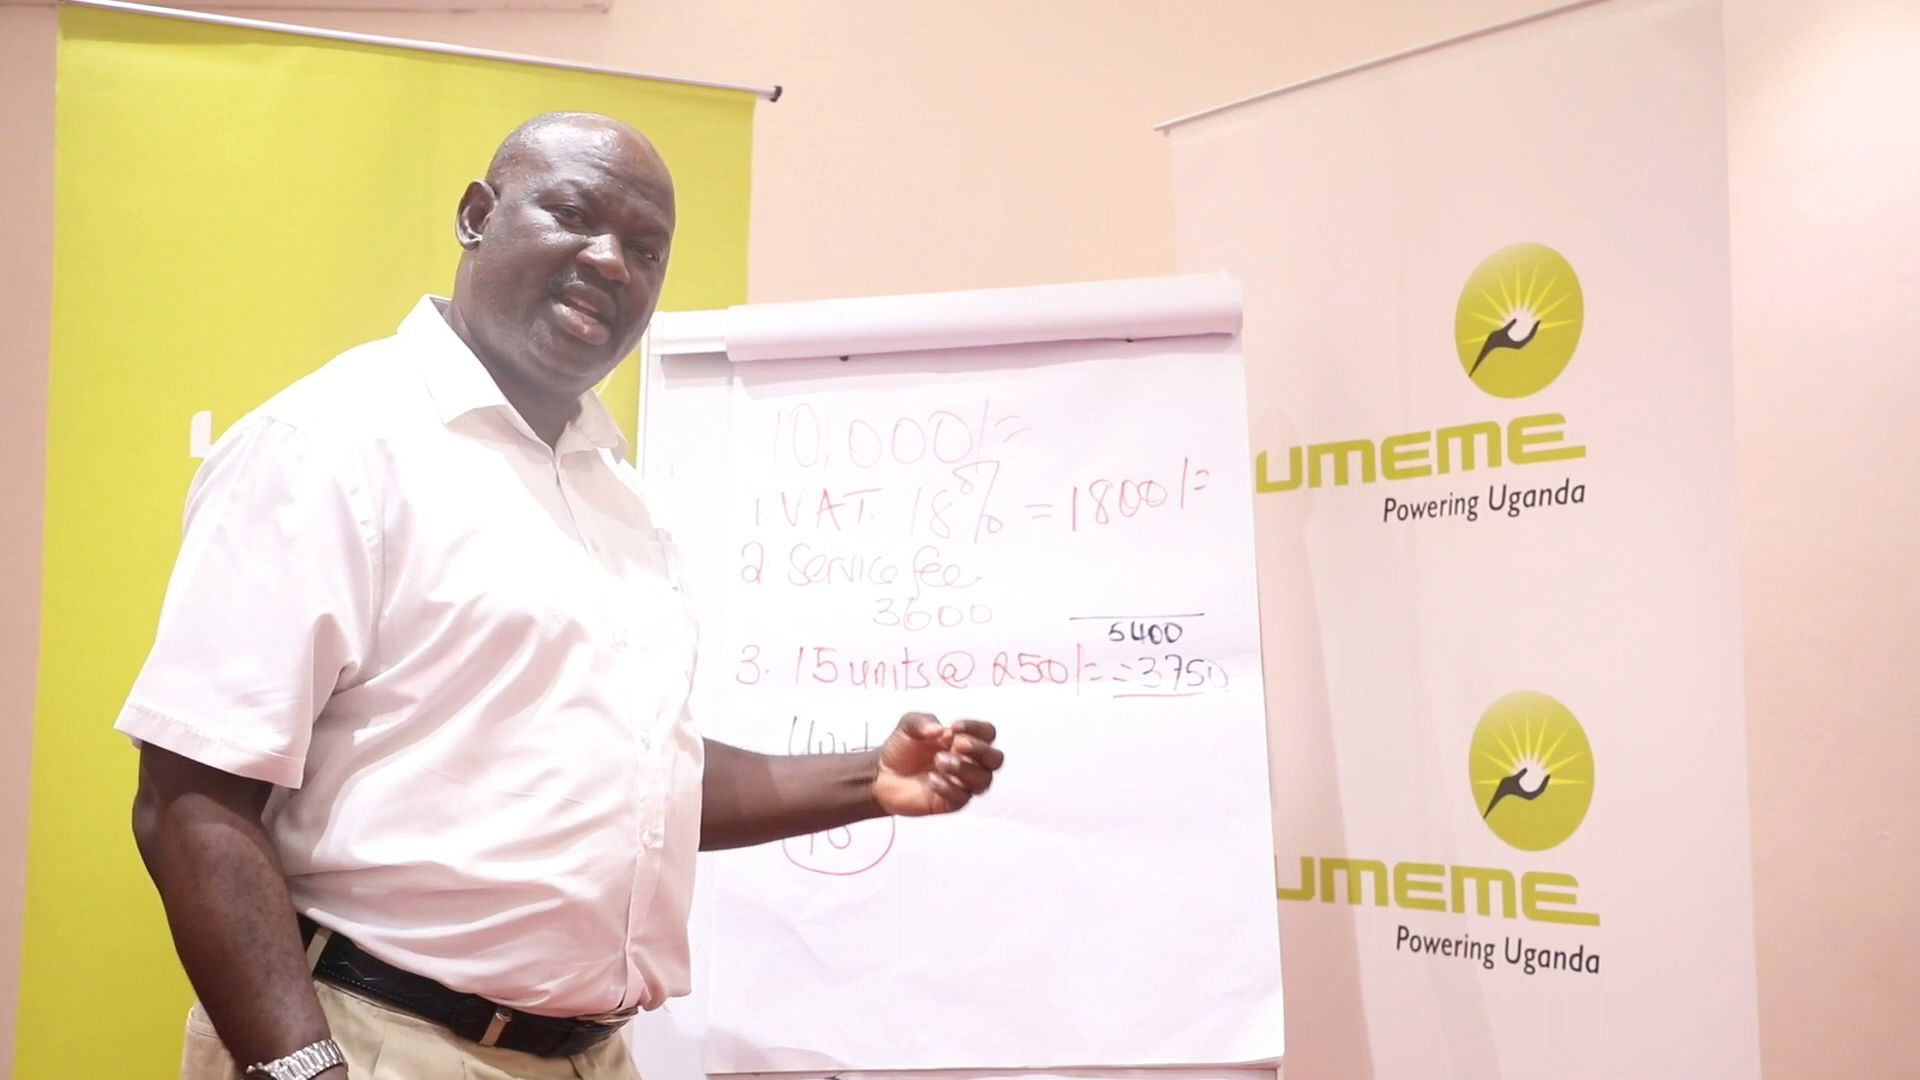 10,000/=
1. VAT. 18% = 1800/=
2. Service fee
3600
5400
3. 15 units @ 250/= = 3750
UMEME
Powering Uganda
UMEME
Powering Uganda